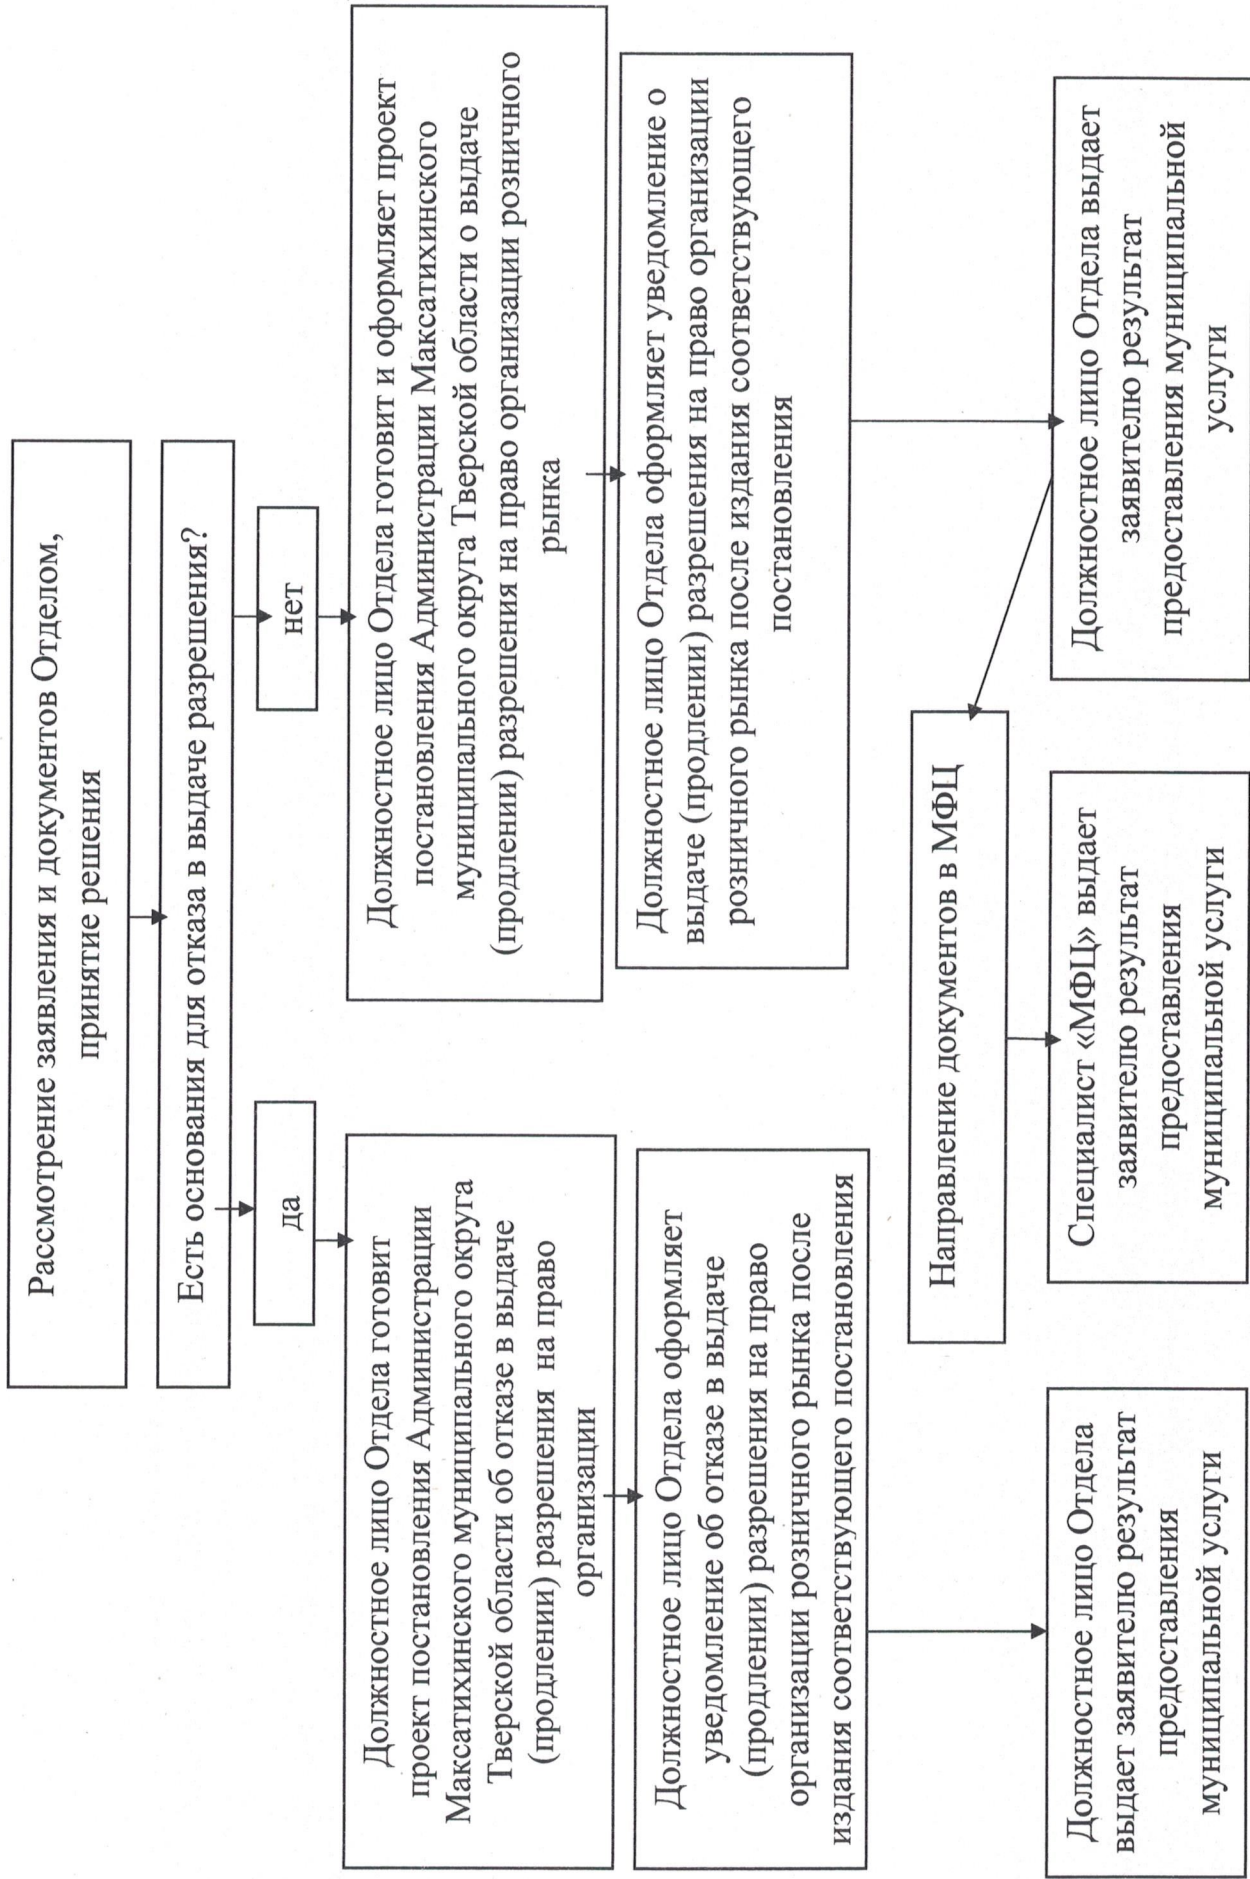 Рассмотрение заявления и документов Отделом,
принятие решения
Есть основания для отказа в выдаче разрешения?
да
нет
Должностное лицо Отдела готовит
проект постановления Администрации
Максатихинского муниципального округа
Тверской области об отказе в выдаче
(продлении) разрешения на право
организации
Должностное лицо Отдела готовит и оформляет проект
постановления Администрации Максатихинского
муниципального округа Тверской области о выдаче
(продлении) разрешения на право организации розничного
рынка
Должностное лицо Отдела оформляет
уведомление об отказе в выдаче
(продлении) разрешения на право
организации розничного рынка после
издания соответствующего постановления
Должностное лицо Отдела оформляет уведомление о
выдаче (продлении) разрешения на право организации
розничного рынка после издания соответствующего
постановления
Направление документов в МФЦ
Должностное лицо Отдела
выдает заявителю результат
предоставления
муниципальной услуги
Специалист «МФЦ» выдает
заявителю результат
предоставления
муниципальной услуги
Должностное лицо Отдела выдает
заявителю результат
предоставления муниципальной
услуги